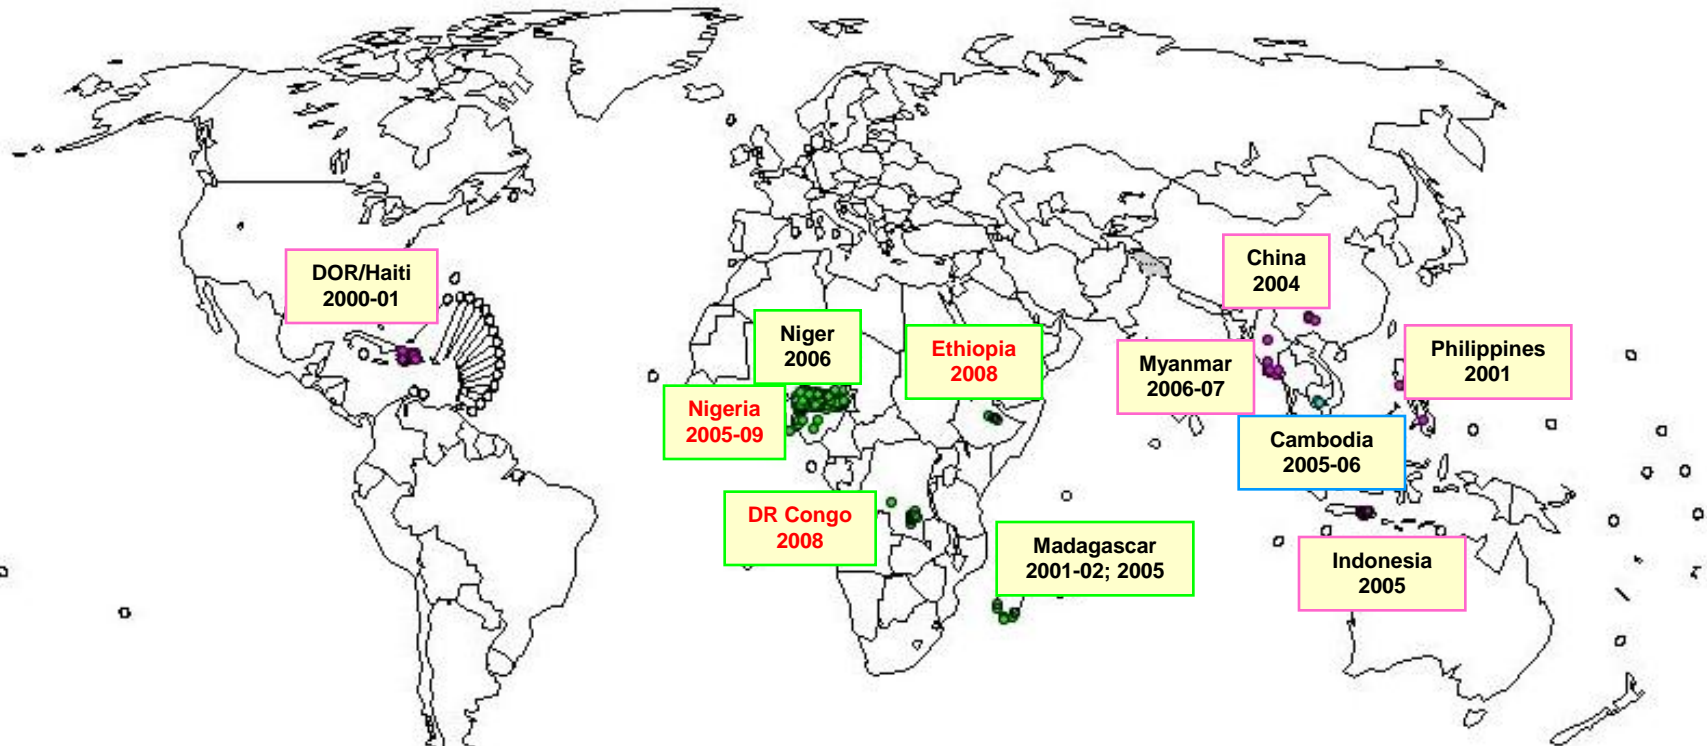 DOR/Haiti
2000-01
China
2004
Niger
2006
Ethiopia
2008
Myanmar
2006-07
Philippines
2001
Nigeria
2005-09
Cambodia
2005-06
DR Congo
2008
Madagascar
2001-02; 2005
Indonesia
2005